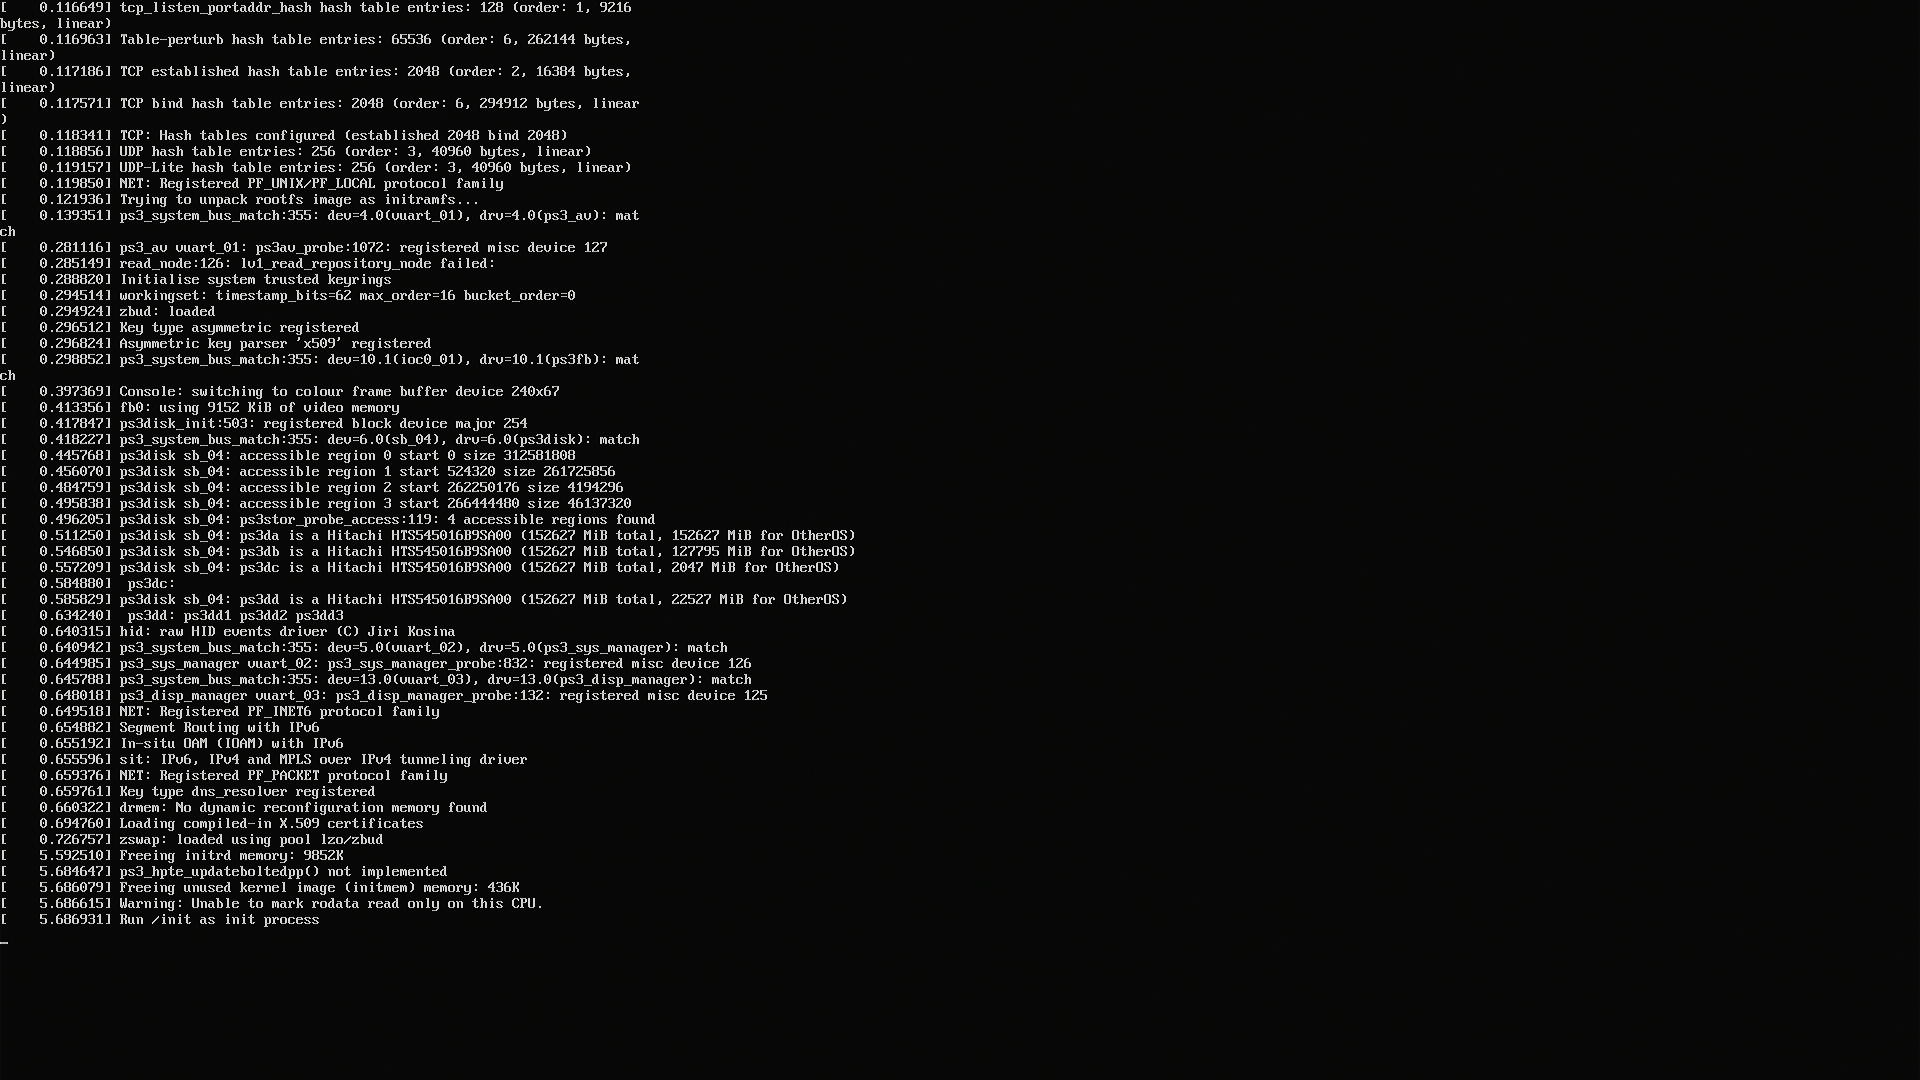 [    0.116649] tcp_listen_portaddr_hash hash table entries: 128 (order: 1, 9216
bytes, linear)
[    0.116963] Table-perturb hash table entries: 65536 (order: 6, 262144 bytes,
linear)
[    0.117186] TCP established hash table entries: 2048 (order: 2, 16384 bytes,
linear)
[    0.117571] TCP bind hash table entries: 2048 (order: 6, 294912 bytes, linear
)
[    0.118341] TCP: Hash tables configured (established 2048 bind 2048)
[    0.118856] UDP hash table entries: 256 (order: 3, 40960 bytes, linear)
[    0.119157] UDP-Lite hash table entries: 256 (order: 3, 40960 bytes, linear)
[    0.119850] NET: Registered PF_UNIX/PF_LOCAL protocol family
[    0.121936] Trying to unpack rootfs image as initramfs...
[    0.139351] ps3_system_bus_match:355: dev=4.0(vuart_01), drv=4.0(ps3_av): mat
ch
[    0.281116] ps3_av vuart_01: ps3av_probe:1072: registered misc device 127
[    0.285149] read_node:126: lv1_read_repository_node failed:
[    0.288820] Initialise system trusted keyrings
[    0.294514] workingset: timestamp_bits=62 max_order=16 bucket_order=0
[    0.294924] zbud: loaded
[    0.296512] Key type asymmetric registered
[    0.296824] Asymmetric key parser 'x509' registered
[    0.298852] ps3_system_bus_match:355: dev=10.1(ioc0_01), drv=10.1(ps3fb): mat
ch
[    0.397369] Console: switching to colour frame buffer device 240x67
[    0.413356] fb0: using 9152 KiB of video memory
[    0.417847] ps3disk_init:503: registered block device major 254
[    0.418227] ps3_system_bus_match:355: dev=6.0(sb_04), drv=6.0(ps3disk): match
[    0.445768] ps3disk sb_04: accessible region 0 start 0 size 312581808
[    0.456070] ps3disk sb_04: accessible region 1 start 524320 size 261725856
[    0.484759] ps3disk sb_04: accessible region 2 start 262250176 size 4194296
[    0.495838] ps3disk sb_04: accessible region 3 start 266444480 size 46137320
[    0.496205] ps3disk sb_04: ps3stor_probe_access:119: 4 accessible regions found
[    0.511250] ps3disk sb_04: ps3da is a Hitachi HTS545016B9SA00 (152627 MiB total, 152627 MiB for OtherOS)
[    0.546850] ps3disk sb_04: ps3db is a Hitachi HTS545016B9SA00 (152627 MiB total, 127795 MiB for OtherOS)
[    0.557209] ps3disk sb_04: ps3dc is a Hitachi HTS545016B9SA00 (152627 MiB total, 2047 MiB for OtherOS)
[    0.584880]  ps3dc:
[    0.585829] ps3disk sb_04: ps3dd is a Hitachi HTS545016B9SA00 (152627 MiB total, 22527 MiB for OtherOS)
[    0.634240]  ps3dd: ps3dd1 ps3dd2 ps3dd3
[    0.640315] hid: raw HID events driver (C) Jiri Kosina
[    0.640942] ps3_system_bus_match:355: dev=5.0(vuart_02), drv=5.0(ps3_sys_manager): match
[    0.644985] ps3_sys_manager vuart_02: ps3_sys_manager_probe:832: registered misc device 126
[    0.645788] ps3_system_bus_match:355: dev=13.0(vuart_03), drv=13.0(ps3_disp_manager): match
[    0.648018] ps3_disp_manager vuart_03: ps3_disp_manager_probe:132: registered misc device 125
[    0.649518] NET: Registered PF_INET6 protocol family
[    0.654882] Segment Routing with IPv6
[    0.655192] In-situ OAM (IOAM) with IPv6
[    0.655596] sit: IPv6, IPv4 and MPLS over IPv4 tunneling driver
[    0.659376] NET: Registered PF_PACKET protocol family
[    0.659761] Key type dns_resolver registered
[    0.660322] drmem: No dynamic reconfiguration memory found
[    0.694760] Loading compiled-in X.509 certificates
[    0.726757] zswap: loaded using pool lzo/zbud
[    5.592510] Freeing initrd memory: 9852K
[    5.684647] ps3_hpte_updateboltedpp() not implemented
[    5.686079] Freeing unused kernel image (initmem) memory: 436K
[    5.686615] Warning: Unable to mark rodata read only on this CPU.
[    5.686931] Run /init as init process
_